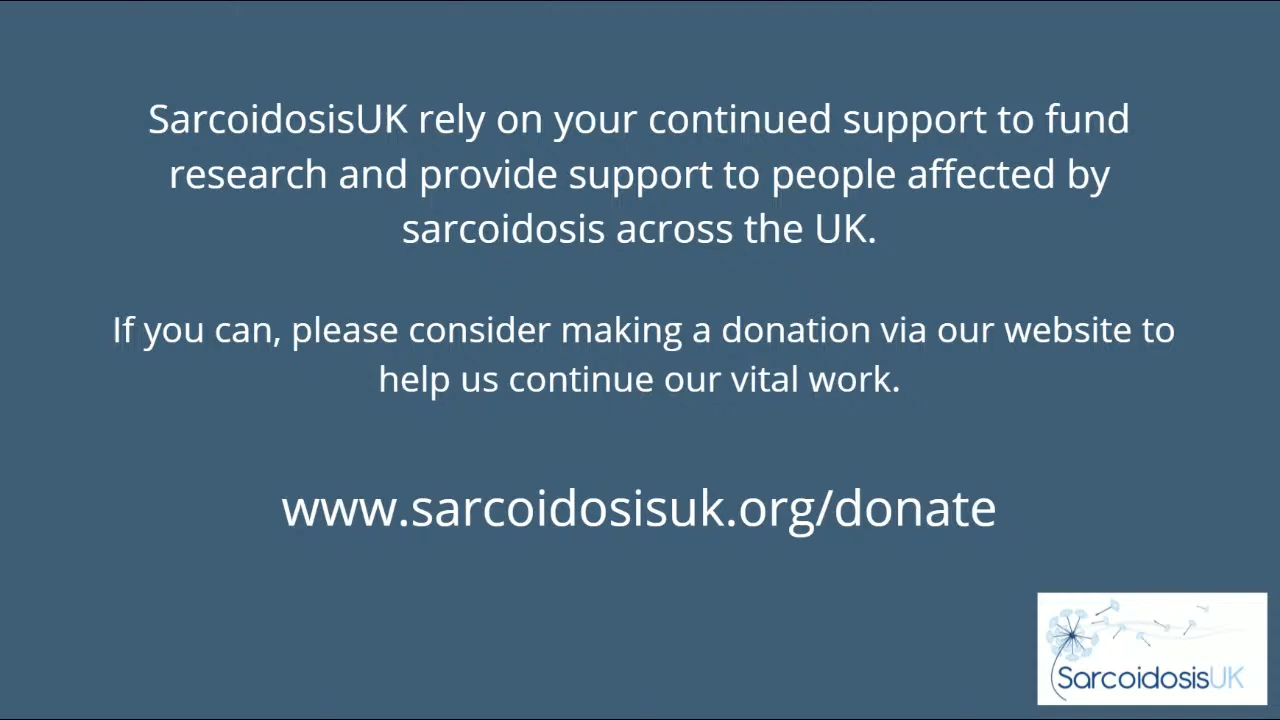 SarcoidosisUK rely on your continued support to fund
research and provide support to people affected by
sarcoidosis across the UK.
If you can, please consider making a donation via our website to
help us continue our vital work.
www.sarcoidosisuk.org/donate
SarcoidosisUK